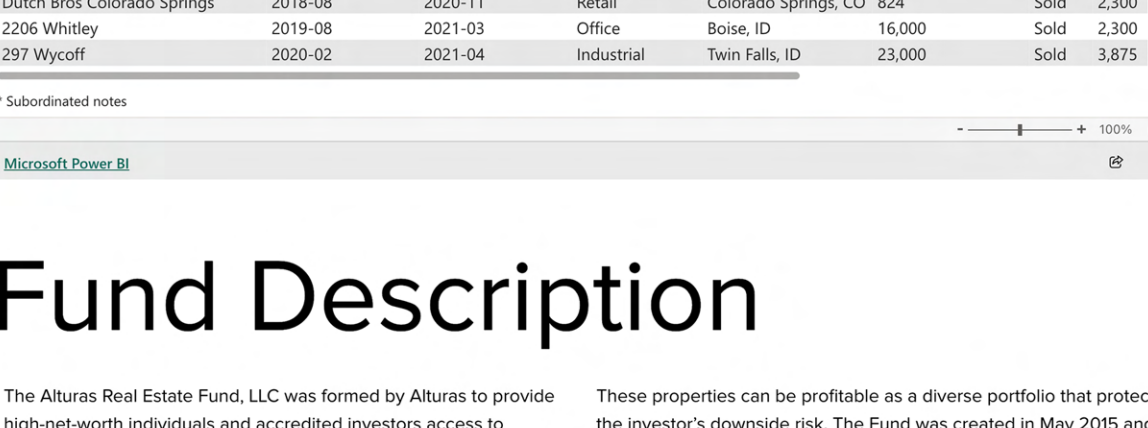 Dutch Bros Colorado Springs 2018-08 2020-11 Retail Colorado Springs, CO 824 Sold 2,300
2206 Whitley 2019-08 2021-03 Office Boise, ID 16,000 Sold 2,300
297 Wycoff 2020-02 2021-04 Industrial Twin Falls, ID 23,000 Sold 3,875
* Subordinated notes
- + 100%
Microsoft Power BI
Fund Description
The Alturas Real Estate Fund, LLC was formed by Alturas to provide
high-net-worth individuals and accredited investors access to
These properties can be profitable as a diverse portfolio that protec
the investor's downside risk. The Fund was created in May 2015 and